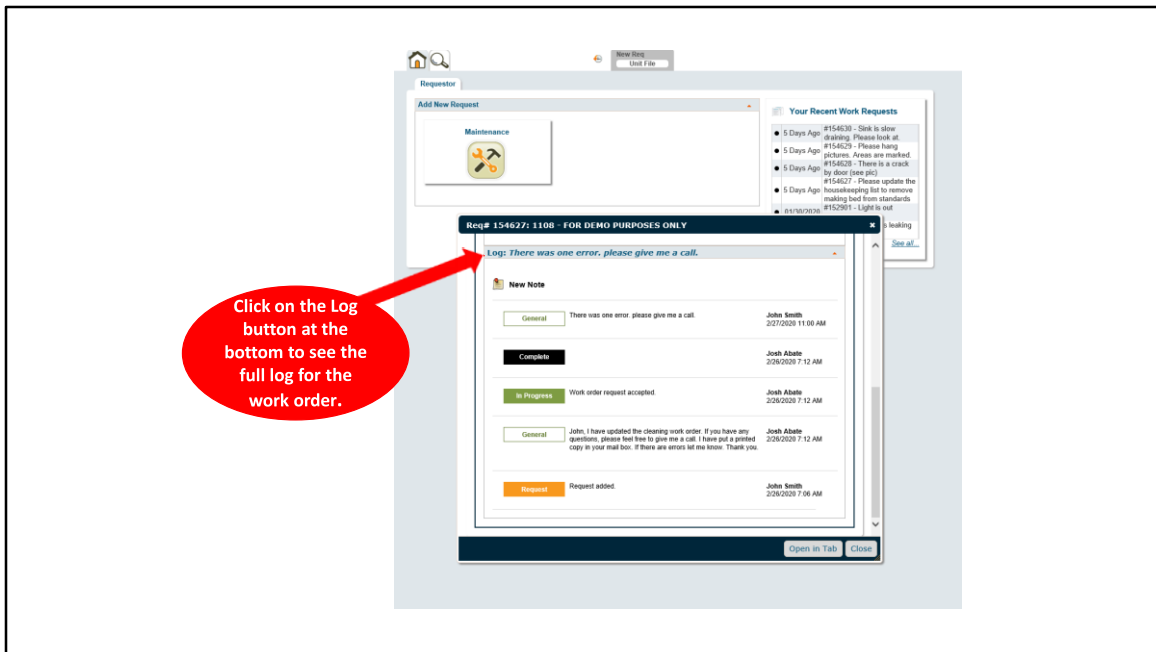 New Req
Unit File
Requestor
Add New Request
Maintenance
Your Recent Work Requests
5 Days Ago #154630 - Sink is slow
draining. Please look at.
5 Days Ago #154629 - Please hang
pictures. Areas are marked.
5 Days Ago #154628 - There is a crack
by door (see pic)
5 Days Ago #154627 - Please update the
housekeeping list to remove
making bed from standards
01/30/2020 #152901 - Light is out
s leaking
See all...
Req# 154627: 1108 - FOR DEMO PURPOSES ONLY
Log: There was one error. please give me a call.
New Note
General There was one error. please give me a call. John Smith
2/27/2020 11:00 AM
Complete Josh Abate
2/26/2020 7:12 AM
In Progress Work order request accepted. Josh Abate
2/26/2020 7:12 AM
General John, I have updated the cleaning work order. If you have any Josh Abate
questions, please feel free to give me a call. I have put a printed 2/26/2020 7:12 AM
copy in your mail box. If there are errors let me know. Thank you.
Request Request added. John Smith
2/26/2020 7:06 AM
Open in Tab Close
Click on the Log
button at the
bottom to see the
full log for the
work order.